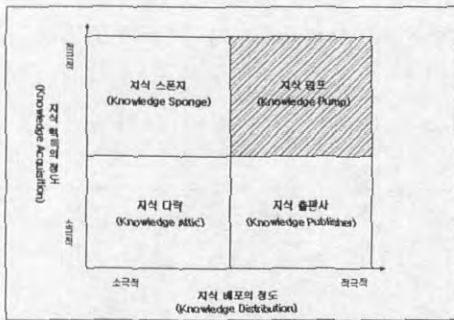 적극적
지식 스폰지
(Knowledge Sponge)
지식 펌프
(Knowledge Pump)
지식 획득의 정도
(Knowledge Acquisition)
지식 다락
(Knowledge Attic)
지식 출판사
(Knowledge Publisher)
소극적
소극적
적극적
지식 배포의 정도
(Knowledge Distribution)